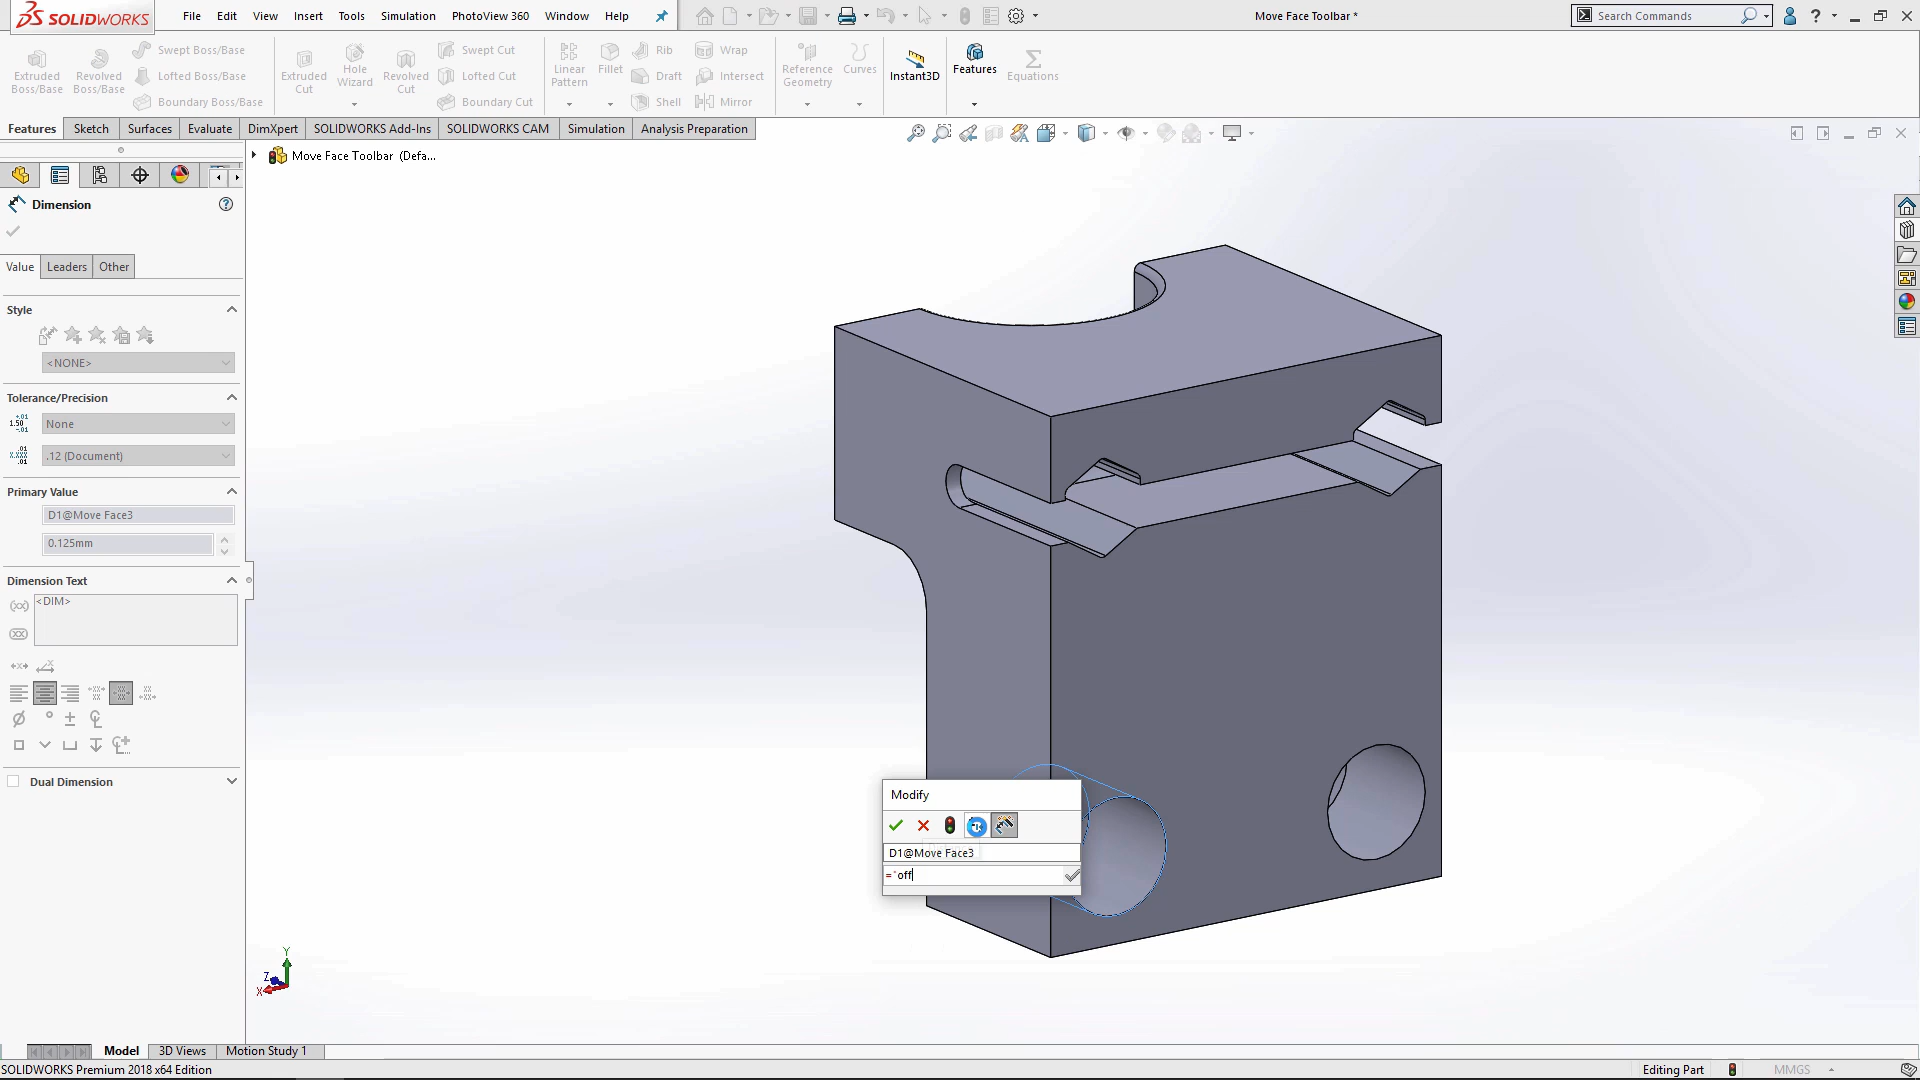 SOLIDWORKS
File Edit View Insert Tools Simulation PhotoView 360 Window Help
Move Face Toolbar *
Search Commands
Extruded Boss/Base
Revolved Boss/Base
Swept Boss/Base
Lofted Boss/Base
Boundary Boss/Base
Extruded Cut
Hole Wizard
Revolved Cut
Swept Cut
Lofted Cut
Boundary Cut
Linear Pattern
Fillet
Rib
Draft
Shell
Wrap
Intersect
Mirror
Reference Geometry
Curves
Instant3D
Features
Equations
Features Sketch Surfaces Evaluate DimXpert SOLIDWORKS Add-Ins SOLIDWORKS CAM Simulation Analysis Preparation
Move Face Toolbar (Defa...
Dimension
Value Leaders Other
Style
<NONE>
Tolerance/Precision
None
.12 (Document)
Primary Value
D1@Move Face3
0.125mm
Dimension Text
<DIM>
Dual Dimension
Modify
D1@Move Face3
="off
Y
Z
X
Model 3D Views Motion Study 1
SOLIDWORKS Premium 2018 x64 Edition
Editing Part
MMGS